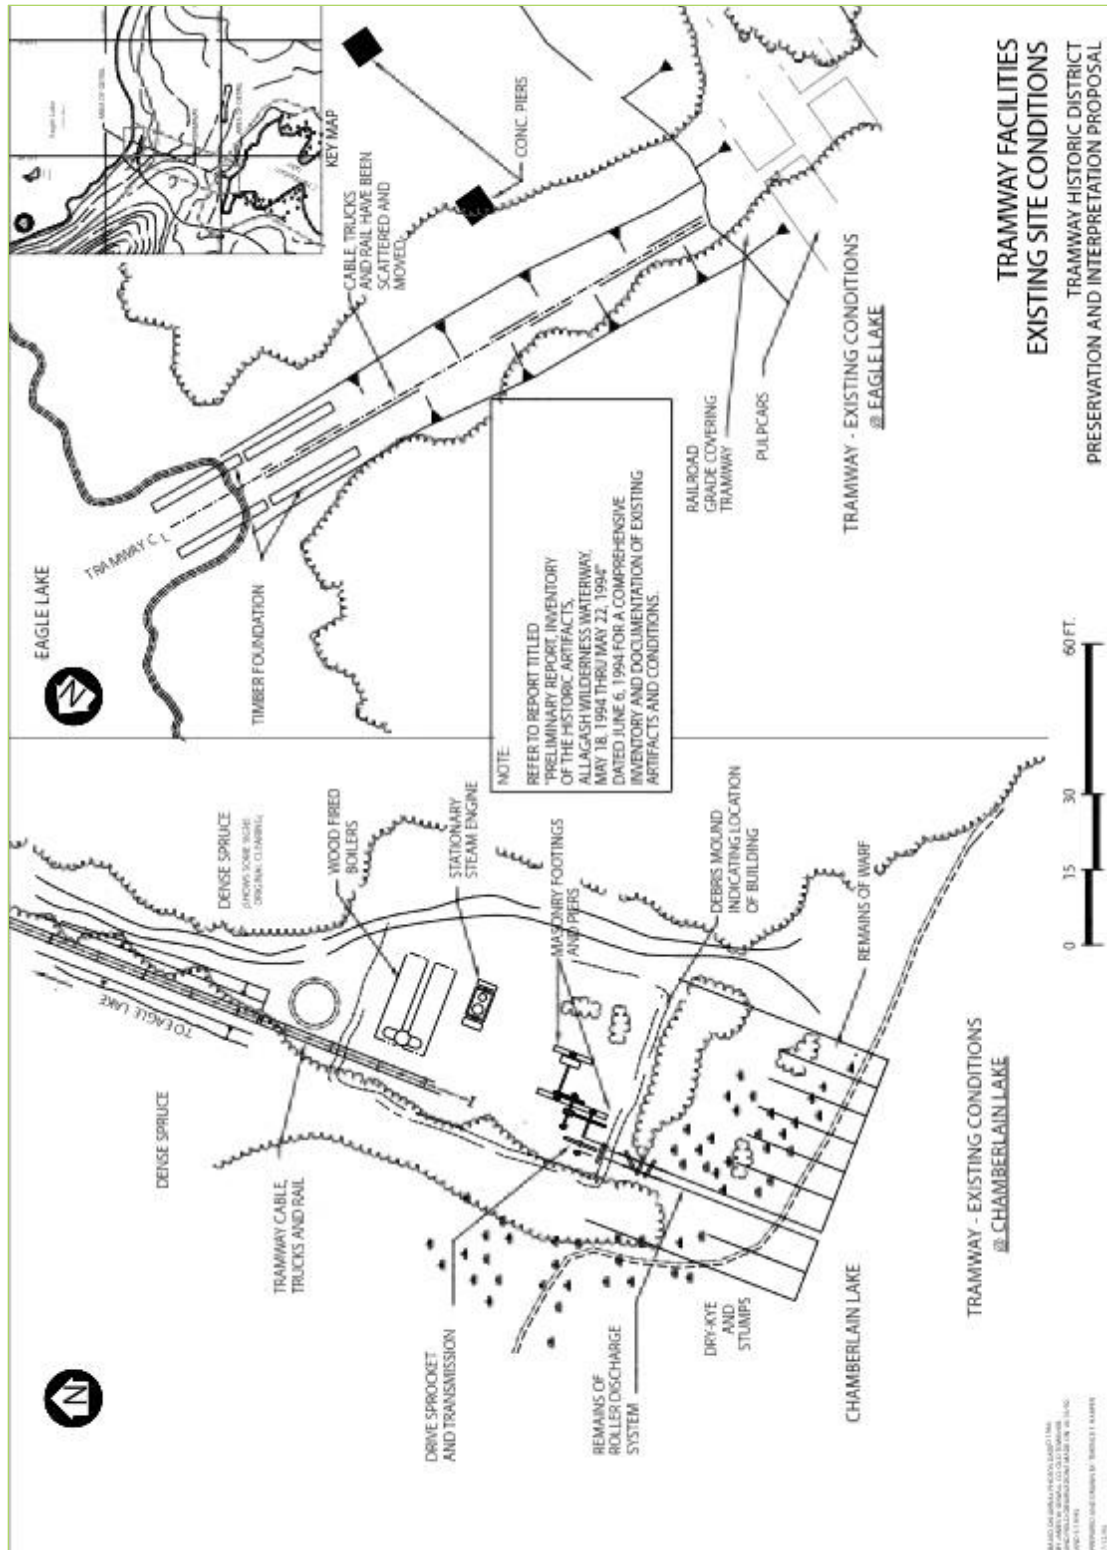 EAGLE LAKE
TRAMWAY C L
TIMBER FOUNDATION
KEY MAP
CABLE, TRUCKS
AND RAIL HAVE BEEN
SCATTERED AND
MOVED
CONC. PIERS
RAILROAD
GRADE COVERING
TRAMWAY
PULPCARS
TRAMWAY - EXISTING CONDITIONS
@ EAGLE LAKE
NOTE:
REFER TO REPORT TITLED
"PRELIMINARY REPORT, INVENTORY
OF THE HISTORIC ARTIFACTS,
ALLAGASH WILDERNESS WATERWAY,
MAY 18, 1994 THRU MAY 22, 1994"
DATED JUNE 6, 1994 FOR A COMPREHENSIVE
INVENTORY AND DOCUMENTATION OF EXISTING
ARTIFACTS AND CONDITIONS.
N
DENSE SPRUCE
TO EAGLE LAKE
DENSE SPRUCE
ORIGINAL CLEARING
WOOD FIRED
BOILERS
STATIONARY
STEAM ENGINE
MASONRY FOOTINGS
AND PIERS
DEBRIS MOUND
INDICATING LOCATION
OF BUILDING
REMAINS OF WARF
TRAMWAY CABLE,
TRUCKS AND RAIL
DRIVE SPROCKET
AND TRANSMISSION
REMAINS OF
ROLLER DISCHARGE
SYSTEM
DRY-KYE
AND
STUMPS
CHAMBERLAIN LAKE
TRAMWAY - EXISTING CONDITIONS
@ CHAMBERLAIN LAKE
N
0 15 30 60 FT.
TRAMWAY FACILITIES
EXISTING SITE CONDITIONS
TRAMWAY HISTORIC DISTRICT
PRESERVATION AND INTERPRETATION PROPOSAL